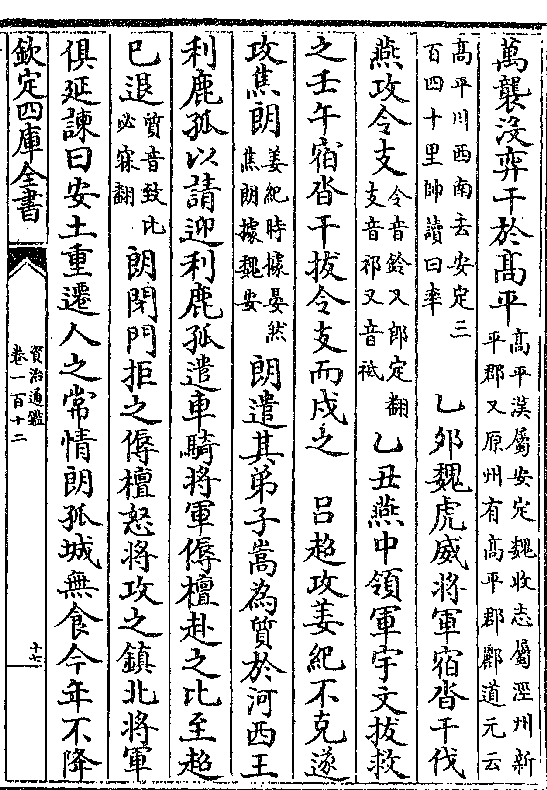 萬襲沒弈干於髙平髙平漢屬安定魏收志屬涇州新平郡又原州有髙平郡酈道元云
髙平川西南去安定三百四十里帥讀曰率　乙夘魏虎威將軍宿沓干伐
燕攻令支令音鈴又郎定翻支音祁又音祗乙丑燕中領軍宇文拔救
之壬午宿沓干拔令支而戍之　吕超攻姜紀不克遂
攻焦朗姜紀時據晏然焦朗據魏安朗遣其弟子嵩為質於河西王
利鹿孤以請迎利鹿孤遣車騎將軍傉檀赴之比至超
已退質音致比必寐翻朗閉門拒之傉檀怒將攻之鎮北將軍
俱延諫曰安土重遷人之常情朗孤城無食今年不降
欽定四庫全書
資治通鑑
卷一百十二
十七